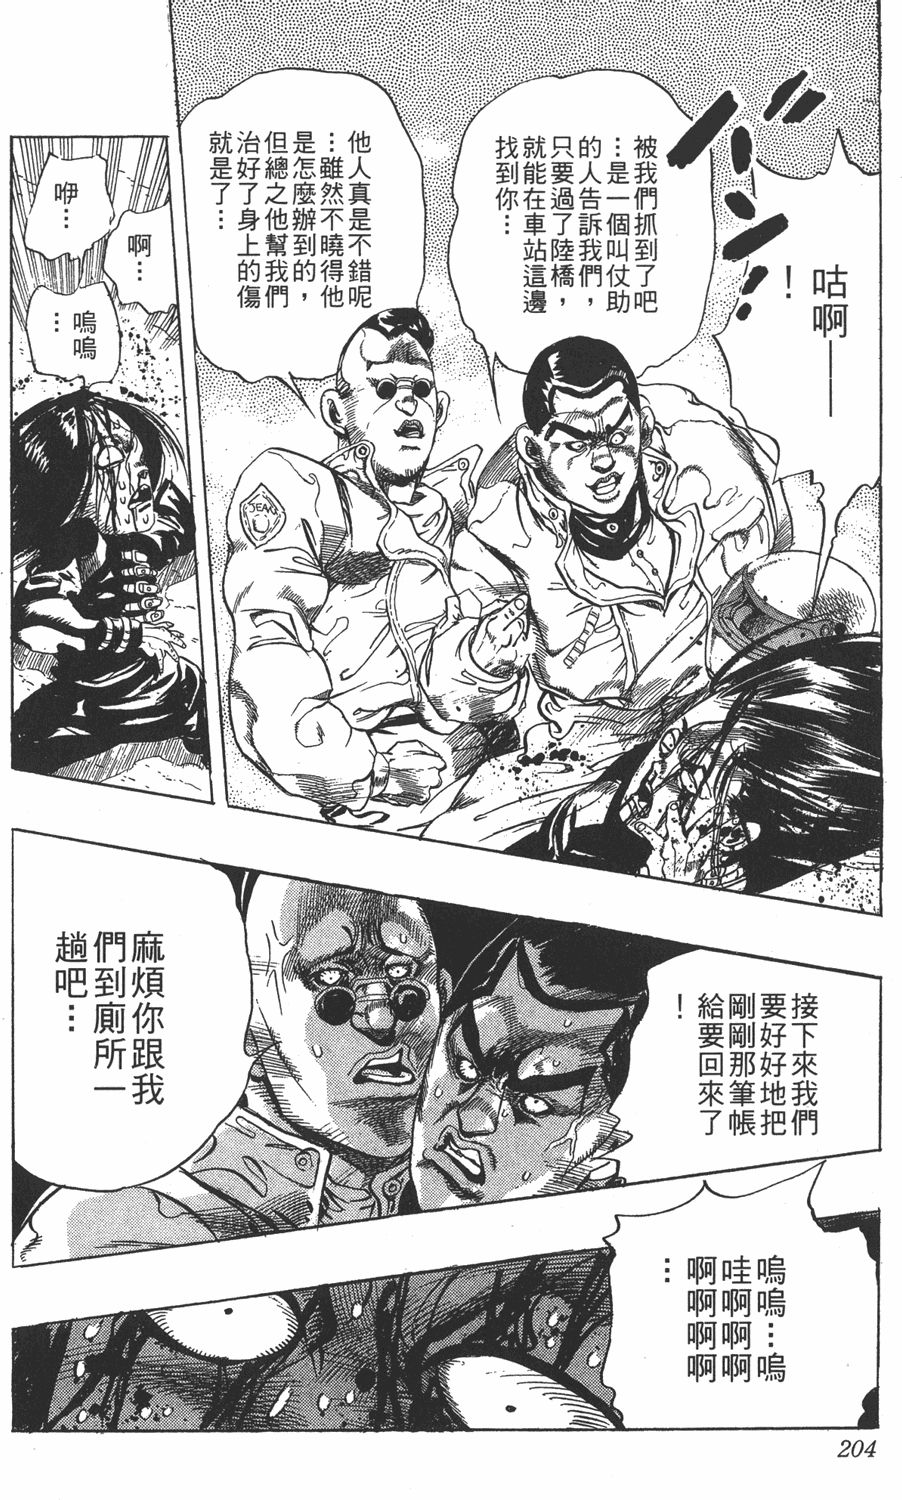 咕啊——
！
被我們抓到了吧
…是一個叫仗助
的人告訴我們，
只要過了陸橋
就能在車站這邊
找到你…
他人真是不錯呢
…雖然不曉得他
是怎麼辦到的，
但總之他幫我們
治好了身上的傷
就是了…
SEAL
啊…
咿…
嗚嗚
…
接下來我們
要好好地把
剛剛那筆帳
給要回來了
！
麻煩你跟我
們到廁所一
趟吧…
嗚嗚…嗚
哇啊啊啊
啊啊啊啊
…
204